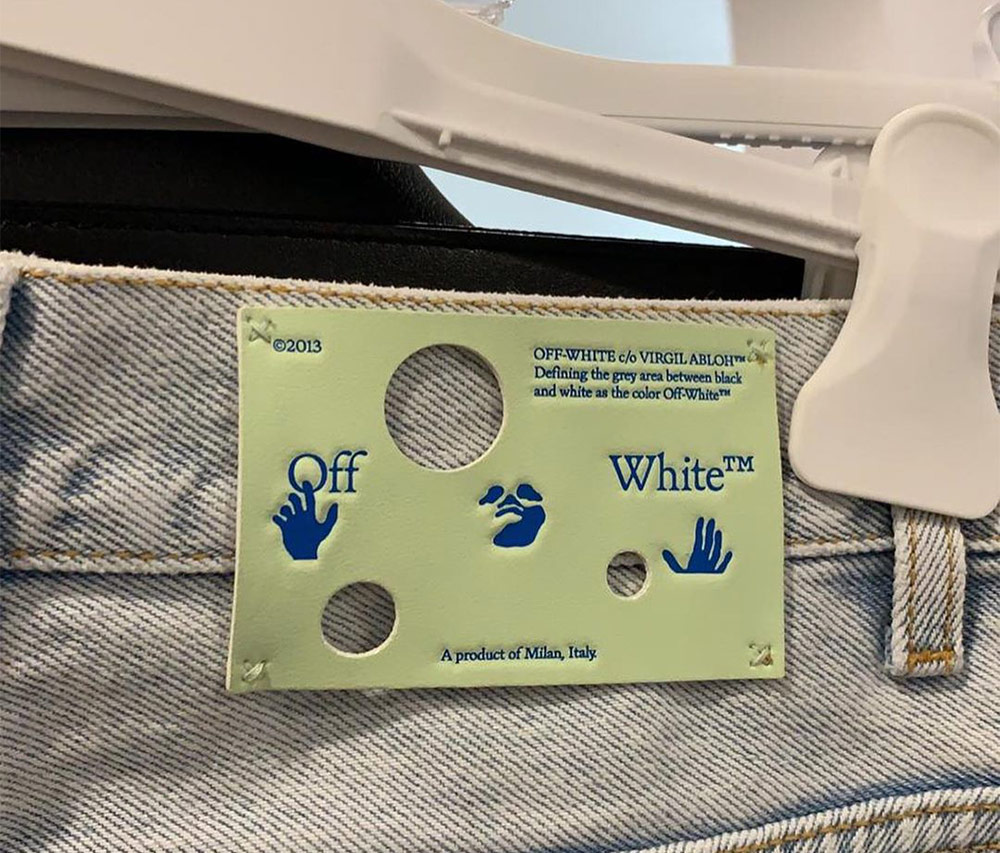 ©2013
OFF-WHITE c/o VIRGIL ABLOH™
Defining the grey area between black
and white as the color Off-White™
Off
White™
A product of Milan, Italy.